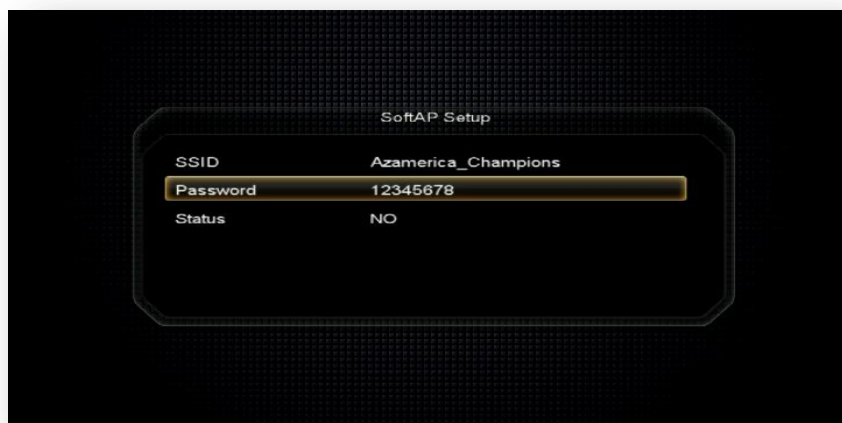 SoftAP Setup
SSID Azamerica_Champions
Password 12345678
Status NO